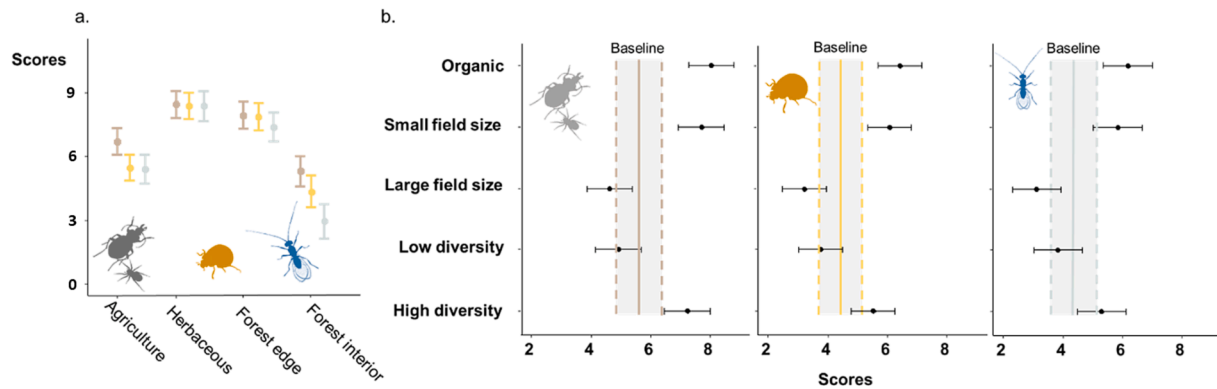 a.
Scores
9
6
3
0
Agriculture
Herbaceous
Forest edge
Forest interior
b.
Baseline
Baseline
Baseline
Organic
Small field size
Large field size
Low diversity
High diversity
2 4 6 8
2 4 6 8
2 4 6 8
Scores